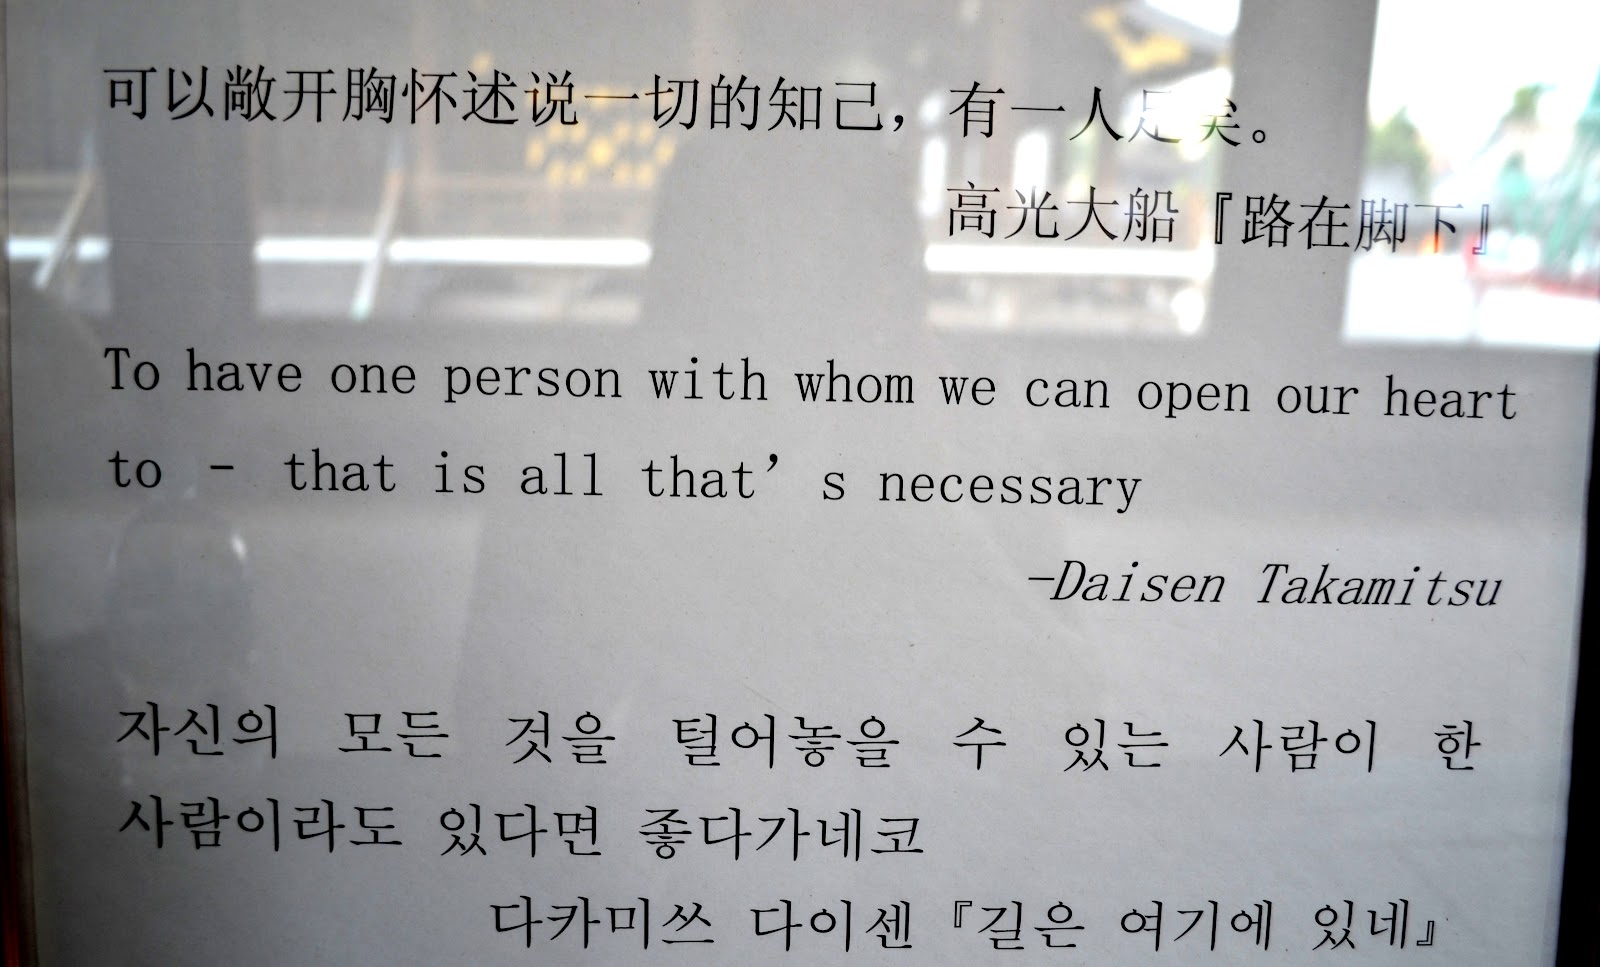 可以敞开胸怀述说一切的知己，有一人足矣。
高光大船『路在脚下』
To have one person with whom we can open our heart
to - that is all that's necessary
—Daisen Takamitsu
자신의 모든 것을 털어놓을 수 있는 사람이 한
사람이라도 있다면 좋다가네코
다카미쓰 다이센『길은 여기에 있네』